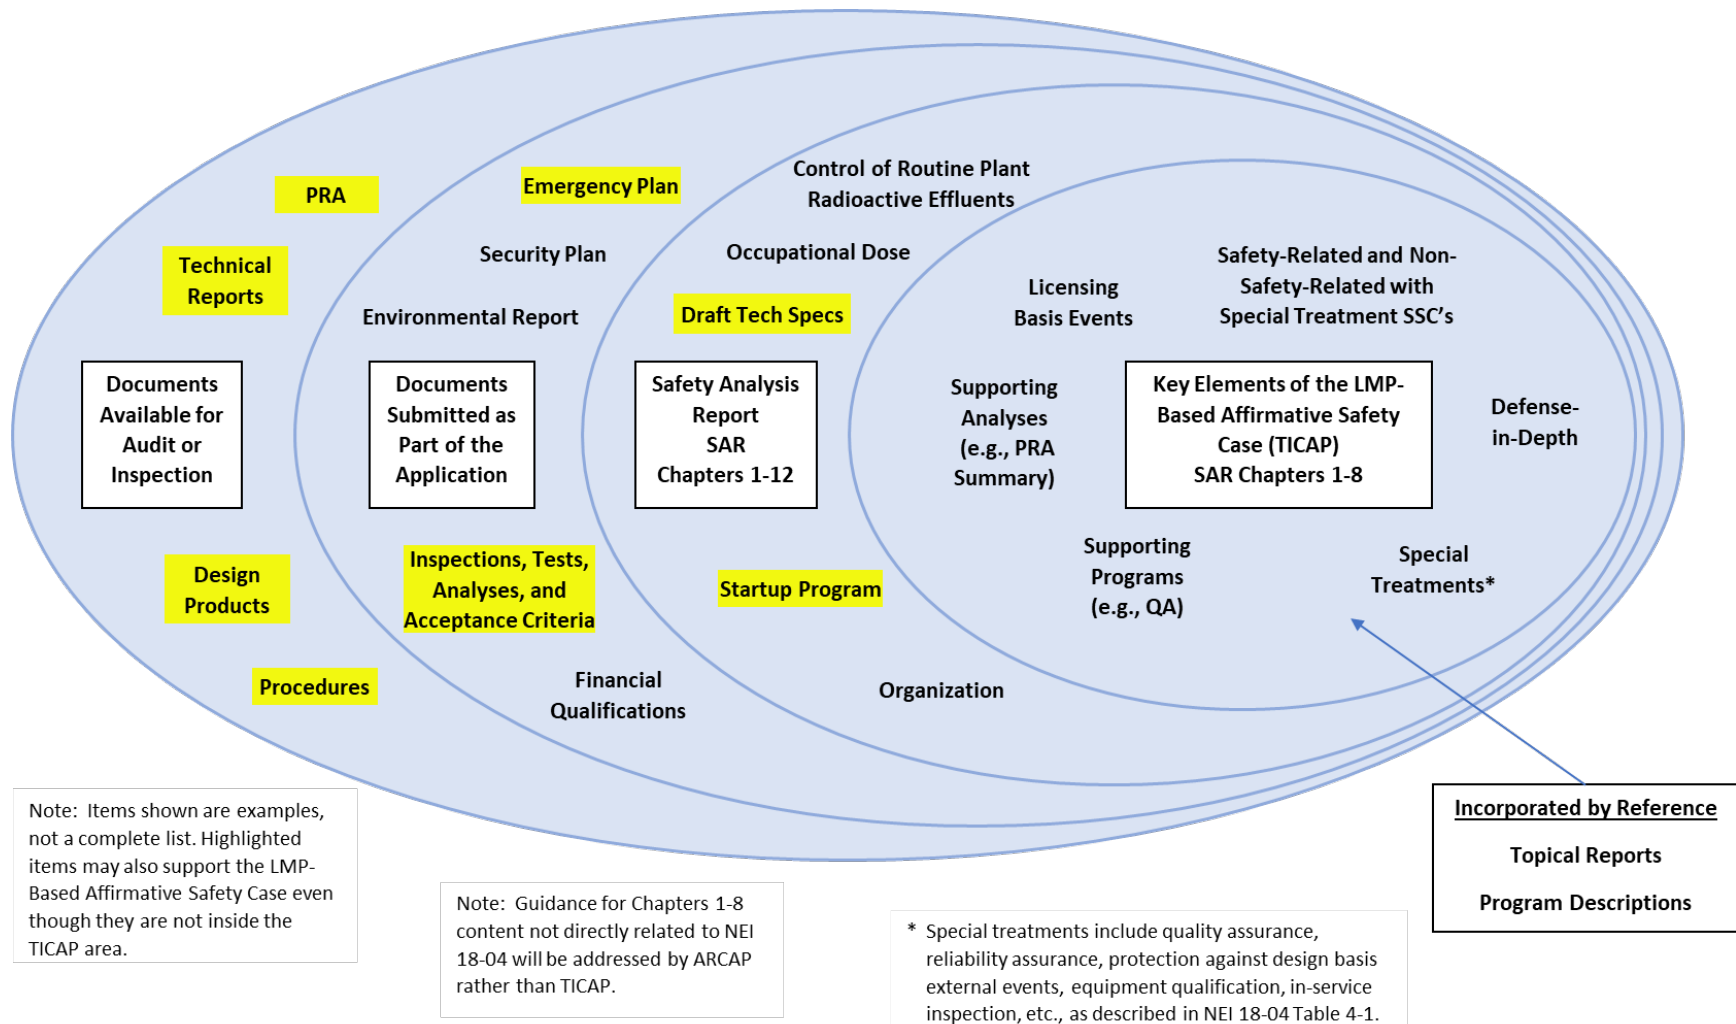 PRA
Technical
Reports
Documents
Available for
Audit or
Inspection
Design
Products
Procedures
Emergency Plan
Security Plan
Environmental Report
Documents
Submitted as
Part of the
Application
Inspections, Tests,
Analyses, and
Acceptance Criteria
Financial
Qualifications
Control of Routine Plant
Radioactive Effluents
Occupational Dose
Draft Tech Specs
Safety Analysis
Report
SAR
Chapters 1-12
Startup Program
Organization
Licensing
Basis Events
Safety-Related and Non-
Safety-Related with
Special Treatment SSC's
Supporting
Analyses
(e.g., PRA
Summary)
Key Elements of the LMP-
Based Affirmative Safety
Case (TICAP)
SAR Chapters 1-8
Defense-
in-Depth
Supporting
Programs
(e.g., QA)
Special
Treatments*
Incorporated by Reference
Topical Reports
Program Descriptions
Note: Items shown are examples,
not a complete list. Highlighted
items may also support the LMP-
Based Affirmative Safety Case even
though they are not inside the
TICAP area.
Note: Guidance for Chapters 1-8
content not directly related to NEI
18-04 will be addressed by ARCAP
rather than TICAP.
* Special treatments include quality assurance,
reliability assurance, protection against design basis
external events, equipment qualification, in-service
inspection, etc., as described in NEI 18-04 Table 4-1.